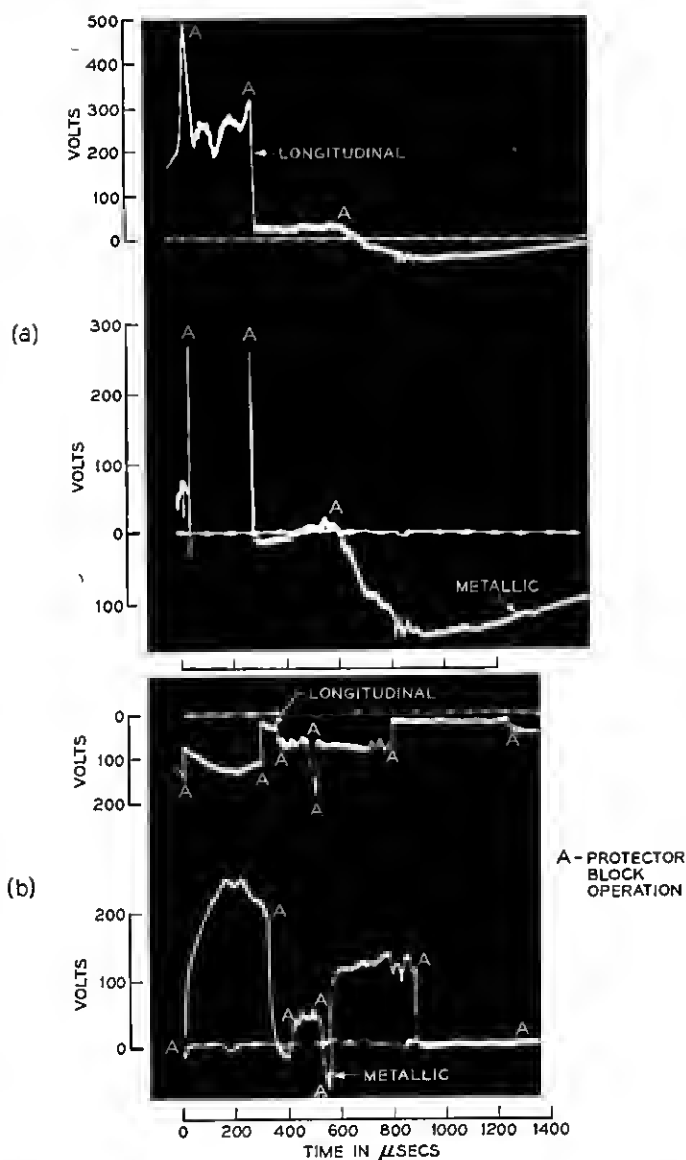 500
A
A
400
300
VOLTS
LONGITUDINAL
200
100
A
0
(a)
300
A
A
200
VOLTS
100
A
0
METALLIC
100
LONGITUDINAL
0
A
VOLTS
100
A
A
A
A
A
200
A
(b)
A - PROTECTOR
BLOCK
OPERATION
200
A
VOLTS
100
A
A
A
A
A
0
METALLIC
A
0 200 400 600 800 1000 1200 1400
TIME IN µSECS